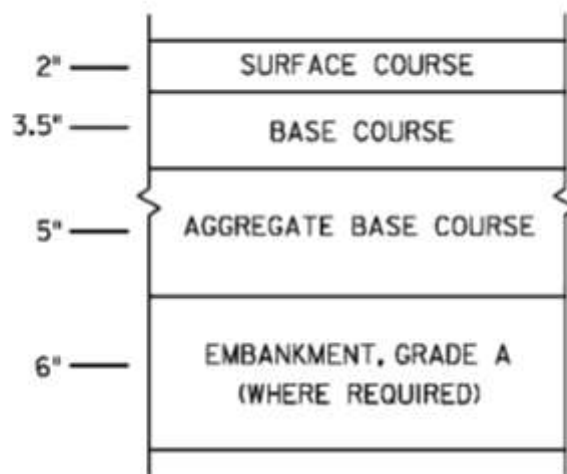 2" SURFACE COURSE
3.5" BASE COURSE
5" AGGREGATE BASE COURSE
6" EMBANKMENT, GRADE A
(WHERE REQUIRED)